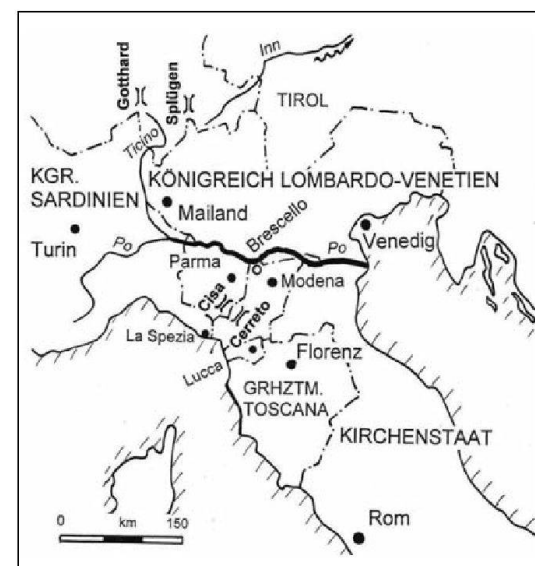 Gotthard
Splügen
Inn
TIROL
Ticino
KGR.
SARDINIEN
KÖNIGREICH LOMBARDO-VENETIEN
Mailand
Turin
Po
Brescello
Po
Venedig
Parma
Cisa
Modena
La Spezia
Cerreto
Lucca
Florenz
GRHZTM.
TOSCANA
KIRCHENSTAAT
0 km 150
Rom